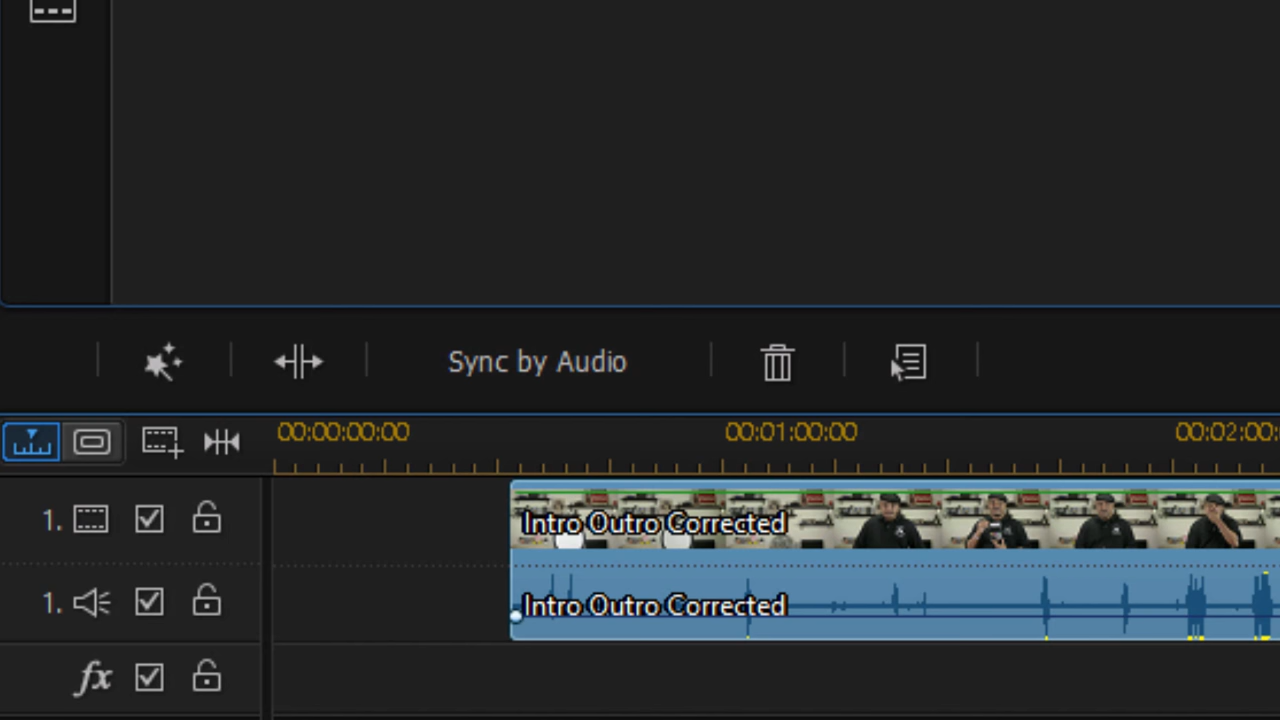 Sync by Audio
00:00:00:00 00:01:00:00 00:02:00:
1. Intro Outro Corrected
1. Intro Outro Corrected
fx